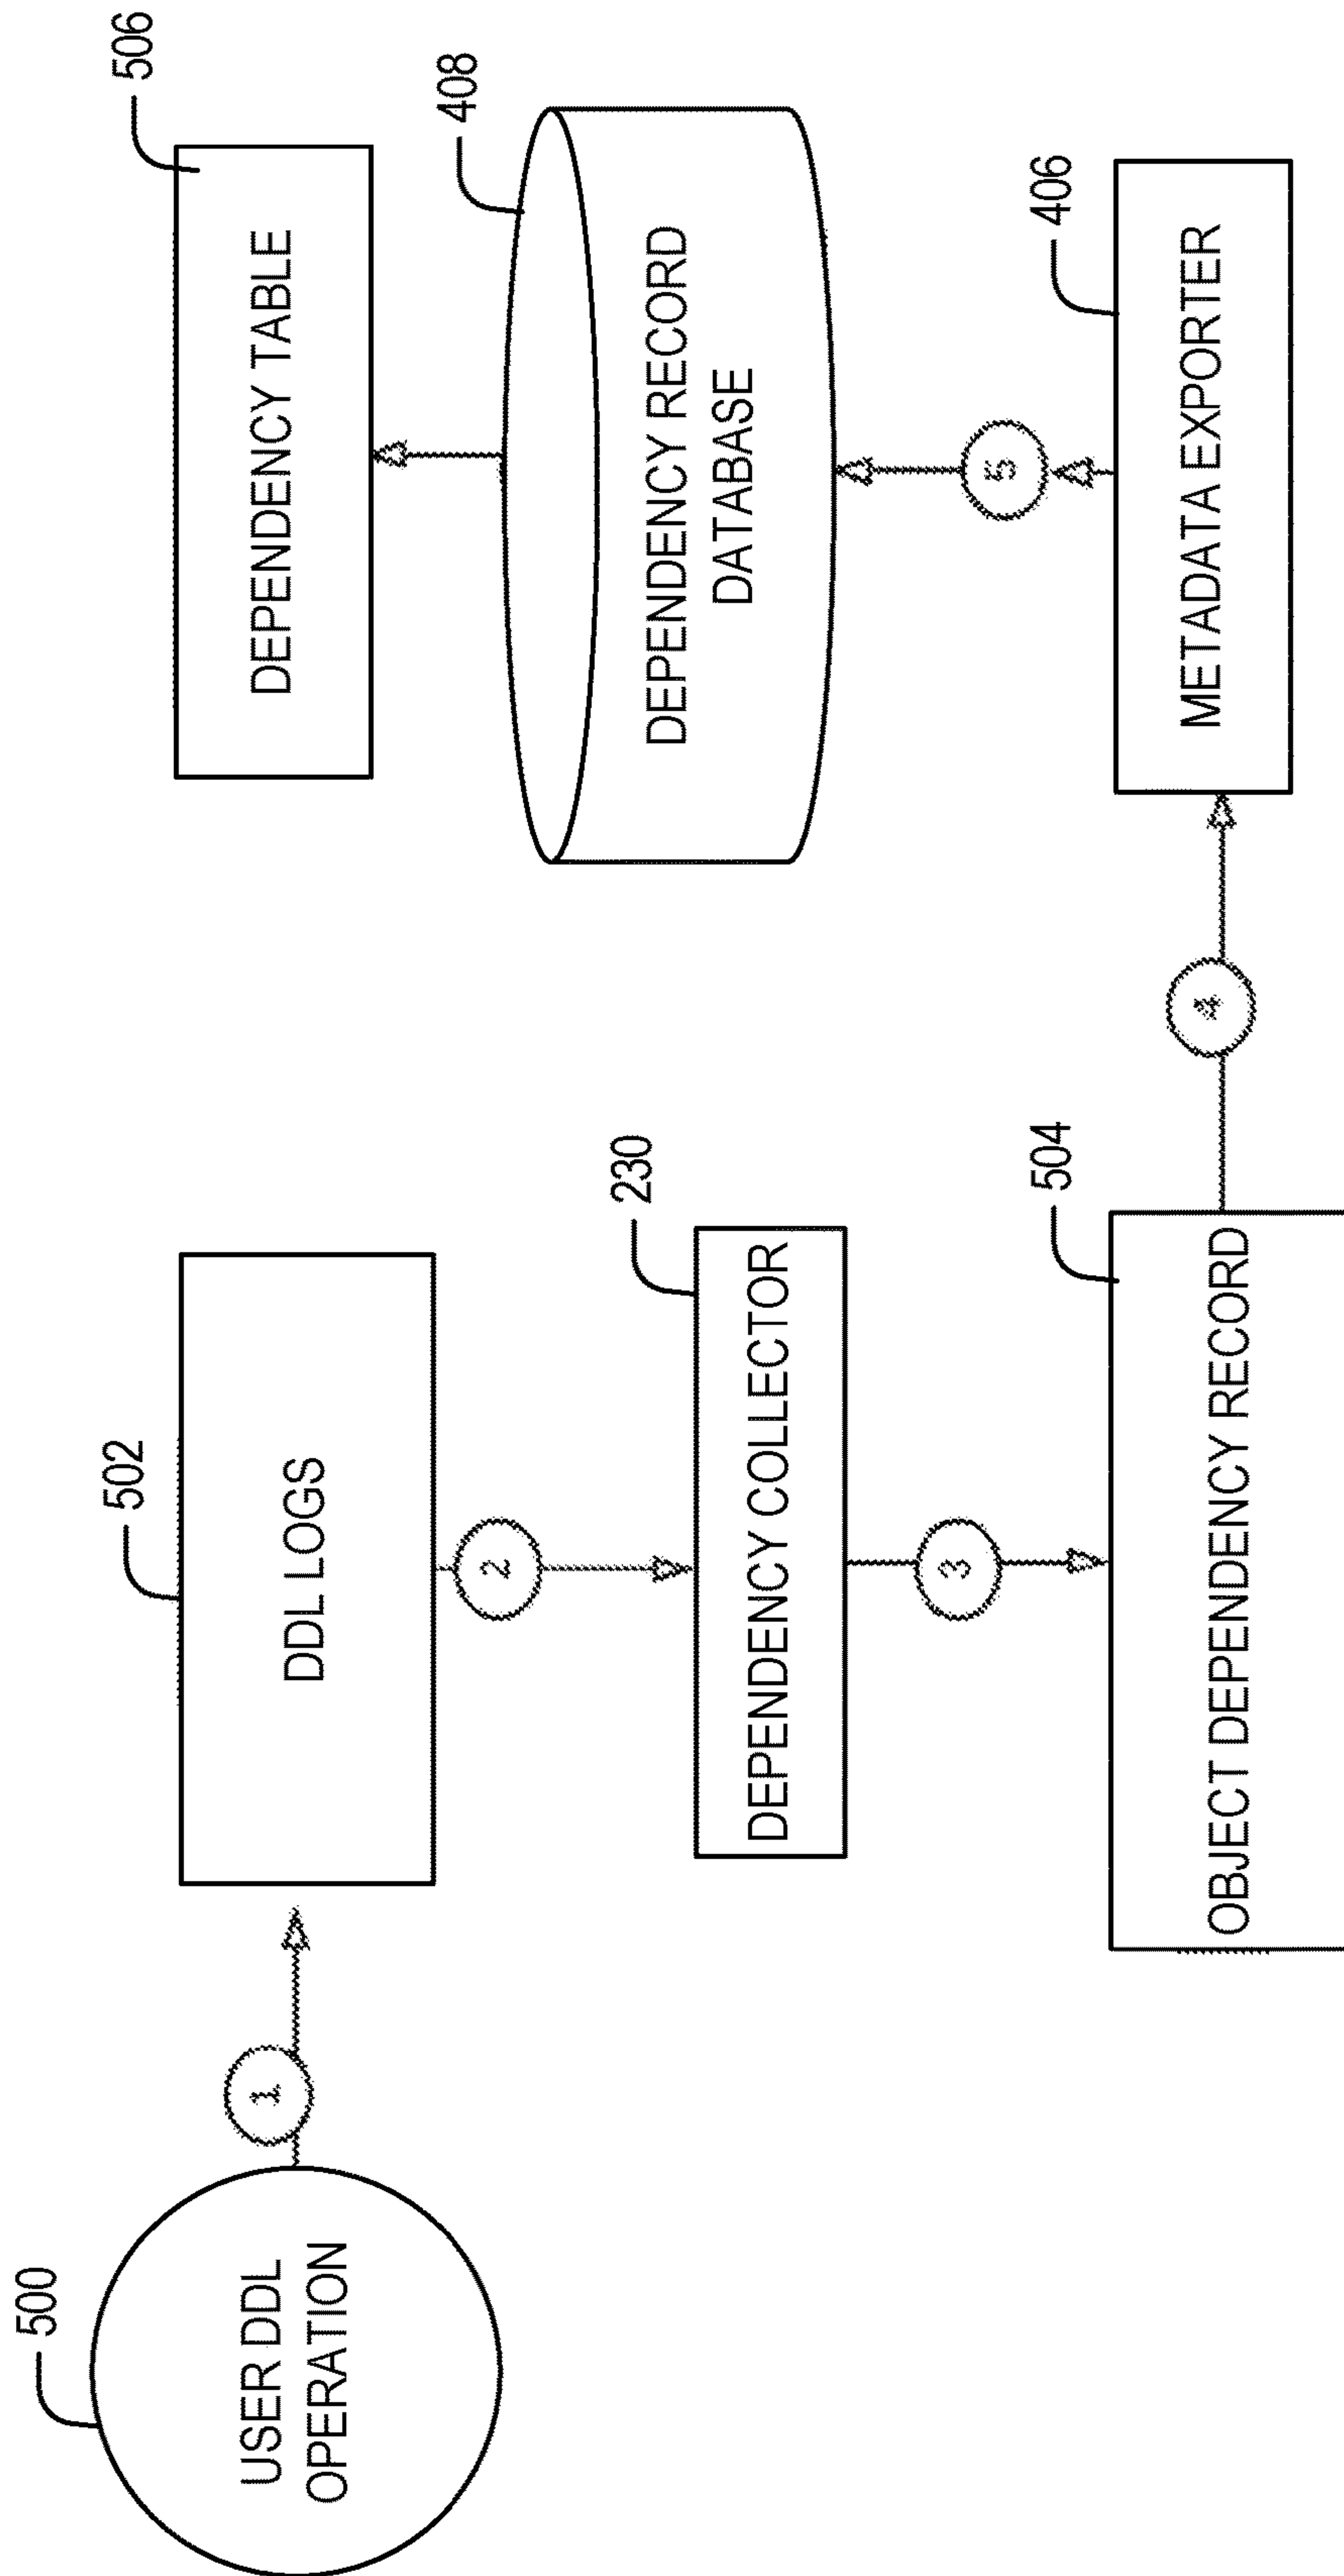 500
USER DDL
OPERATION
1
502
DDL LOGS
2
230
DEPENDENCY COLLECTOR
3
504
OBJECT DEPENDENCY RECORD
4
406
METADATA EXPORTER
5
408
DEPENDENCY RECORD
DATABASE
506
DEPENDENCY TABLE